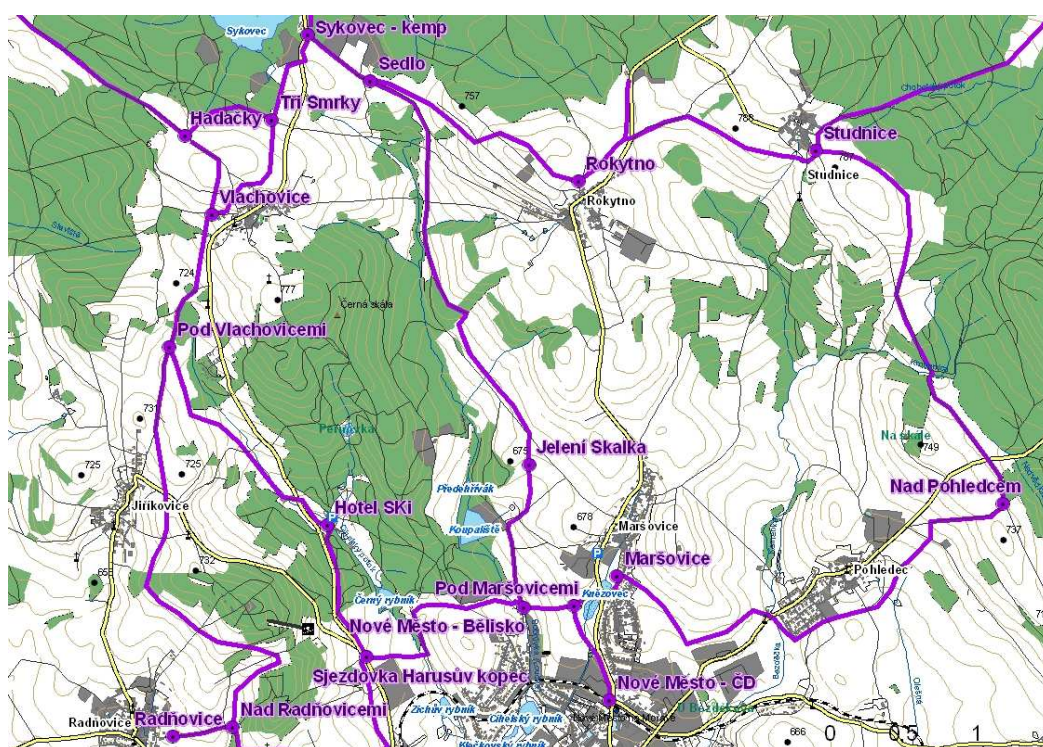 Sykovec - kemp
Sykovec
Sedlo
757
Tři Smrky
Hadačky
788
Studnice
Studnice
Rokytno
Rokytno
Vlachovice
724
777
Černá skála
Pod Vlachovicemi
725
725
Jiříkovice
Jelení Skalka
675
Na skále
749
Nad Pohledcem
737
Předehřívák
Koupaliště
Hotel SKi
678
Maršovice
Maršovice
Pohledec
732
Černý rybník
Pod Maršovicemi
Nové Město - Bělisko
Sjezdovka Harusův kopec
Nové Město - ČD
Radňovice
Radňovice
Nad Radňovicemi
Cihelský rybník
Klečkovský rybník
686
0 0,5 1